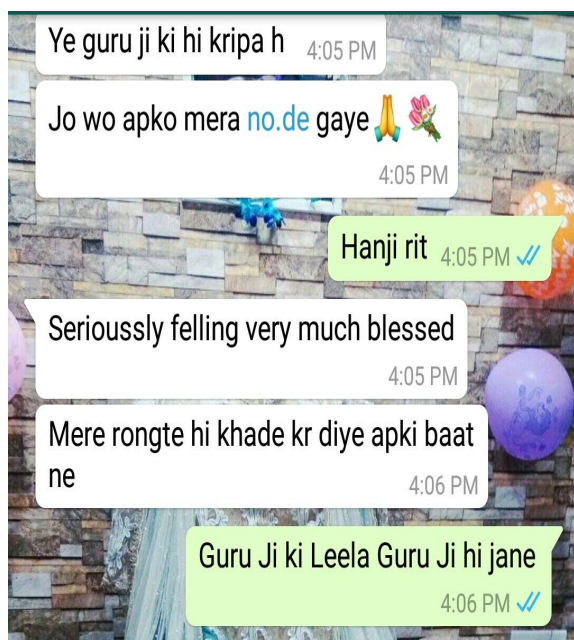 Ye guru ji ki hi kripa h 4:05 PM
Jo wo apko mera no.de gaye🙏💐
4:05 PM
Hanji rit 4:05 PM
Serioussly felling very much blessed
4:05 PM
Mere rongte hi khade kr diye apki baat
ne 4:06 PM
Guru Ji ki Leela Guru Ji hi jane
4:06 PM